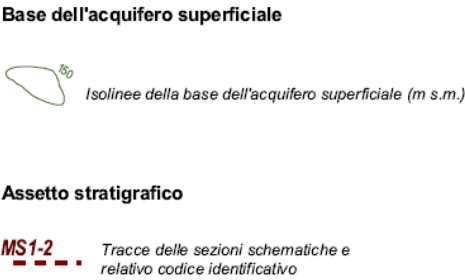 Base dell'acquifero superficiale
150
Isolinee della base dell'acquifero superficiale (m s.m.)
Assetto stratigrafico
MS1-2
Tracce delle sezioni schematiche e
relativo codice identificativo